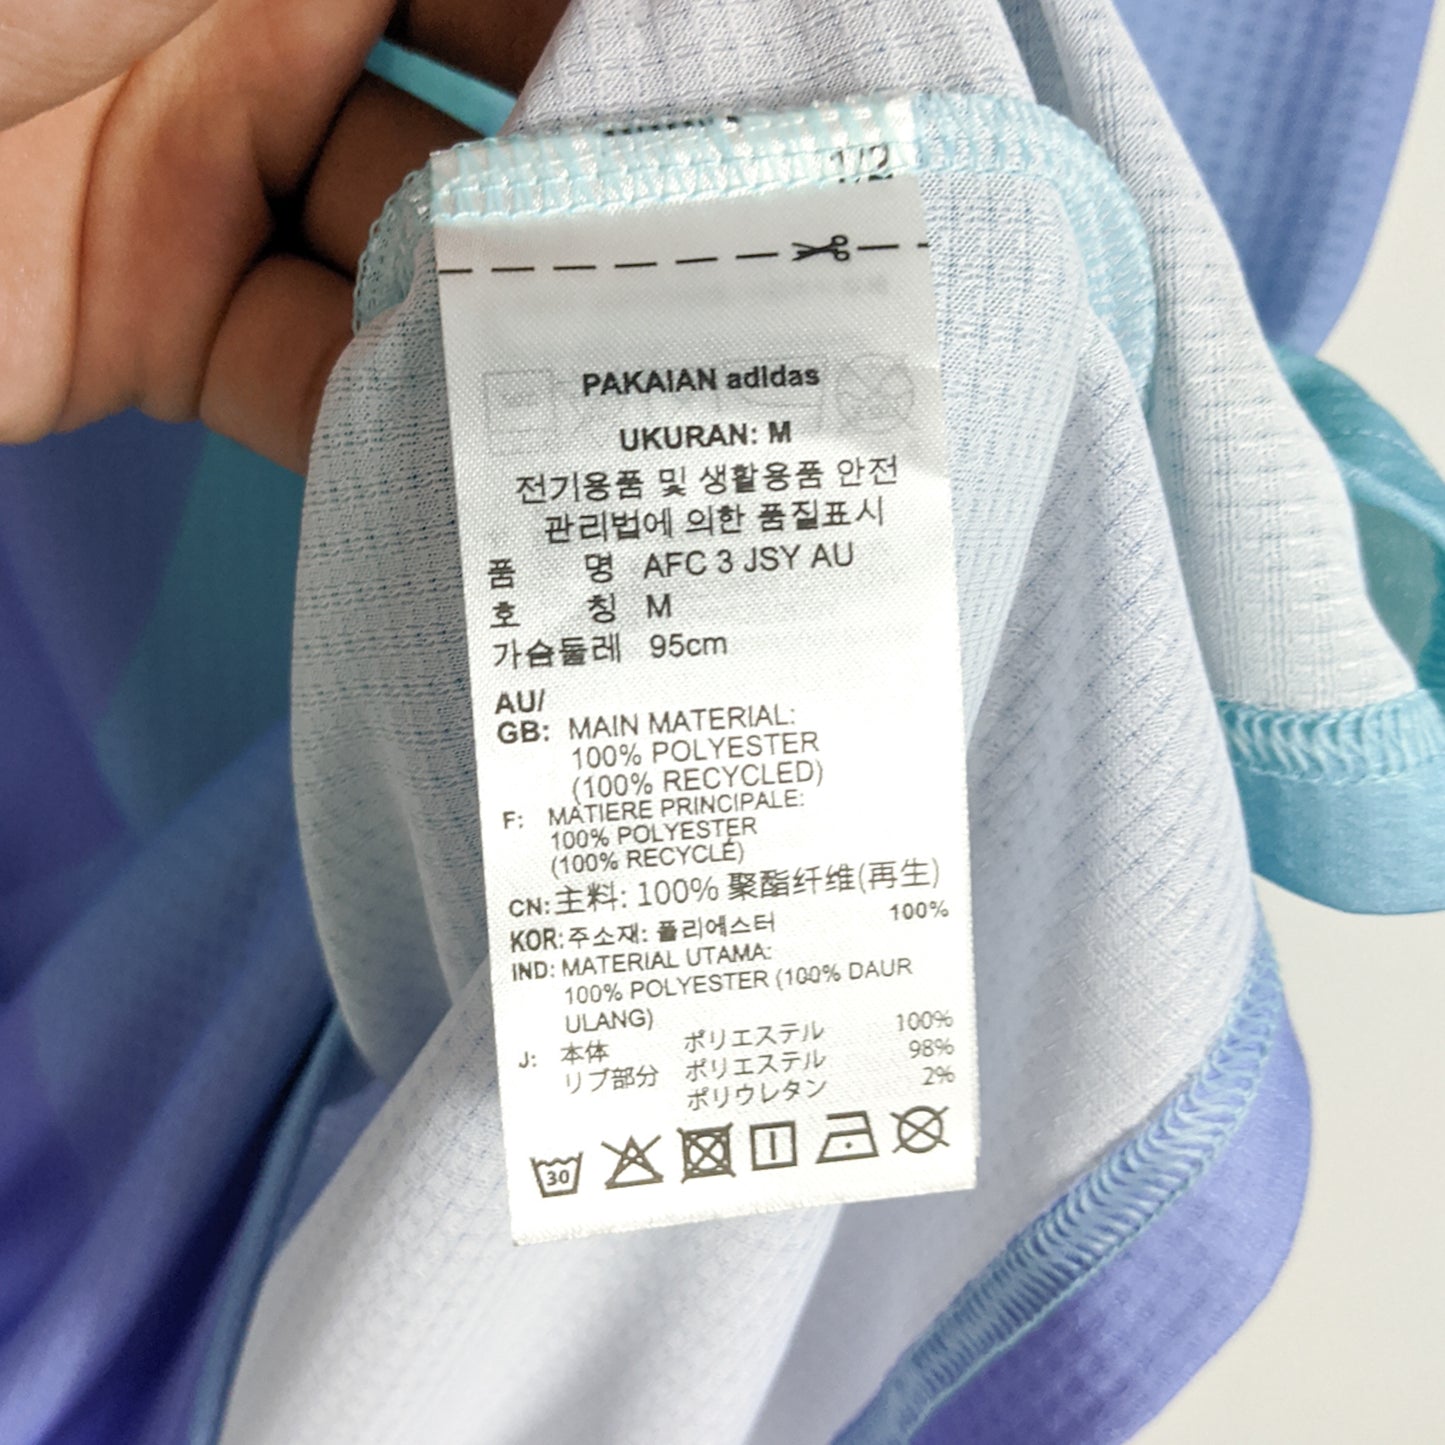 1/2
PAKAIAN adidas
UKURAN: M
전기용품 및 생활용품 안전
관리법에 의한 품질표시
품 명 AFC 3 JSY AU
호 칭 M
가슴둘레 95cm
AU/
GB: MAIN MATERIAL:
100% POLYESTER
(100% RECYCLED)
F: MATIERE PRINCIPALE:
100% POLYESTER
(100% RECYCLÉ)
CN: 主料: 100% 聚酯纤维(再生)
KOR: 주소재: 폴리에스터 100%
IND: MATERIAL UTAMA:
100% POLYESTER (100% DAUR
ULANG)
J: 本体 ポリエステル 100%
リブ部分 ポリエステル 98%
ポリウレタン 2%
30